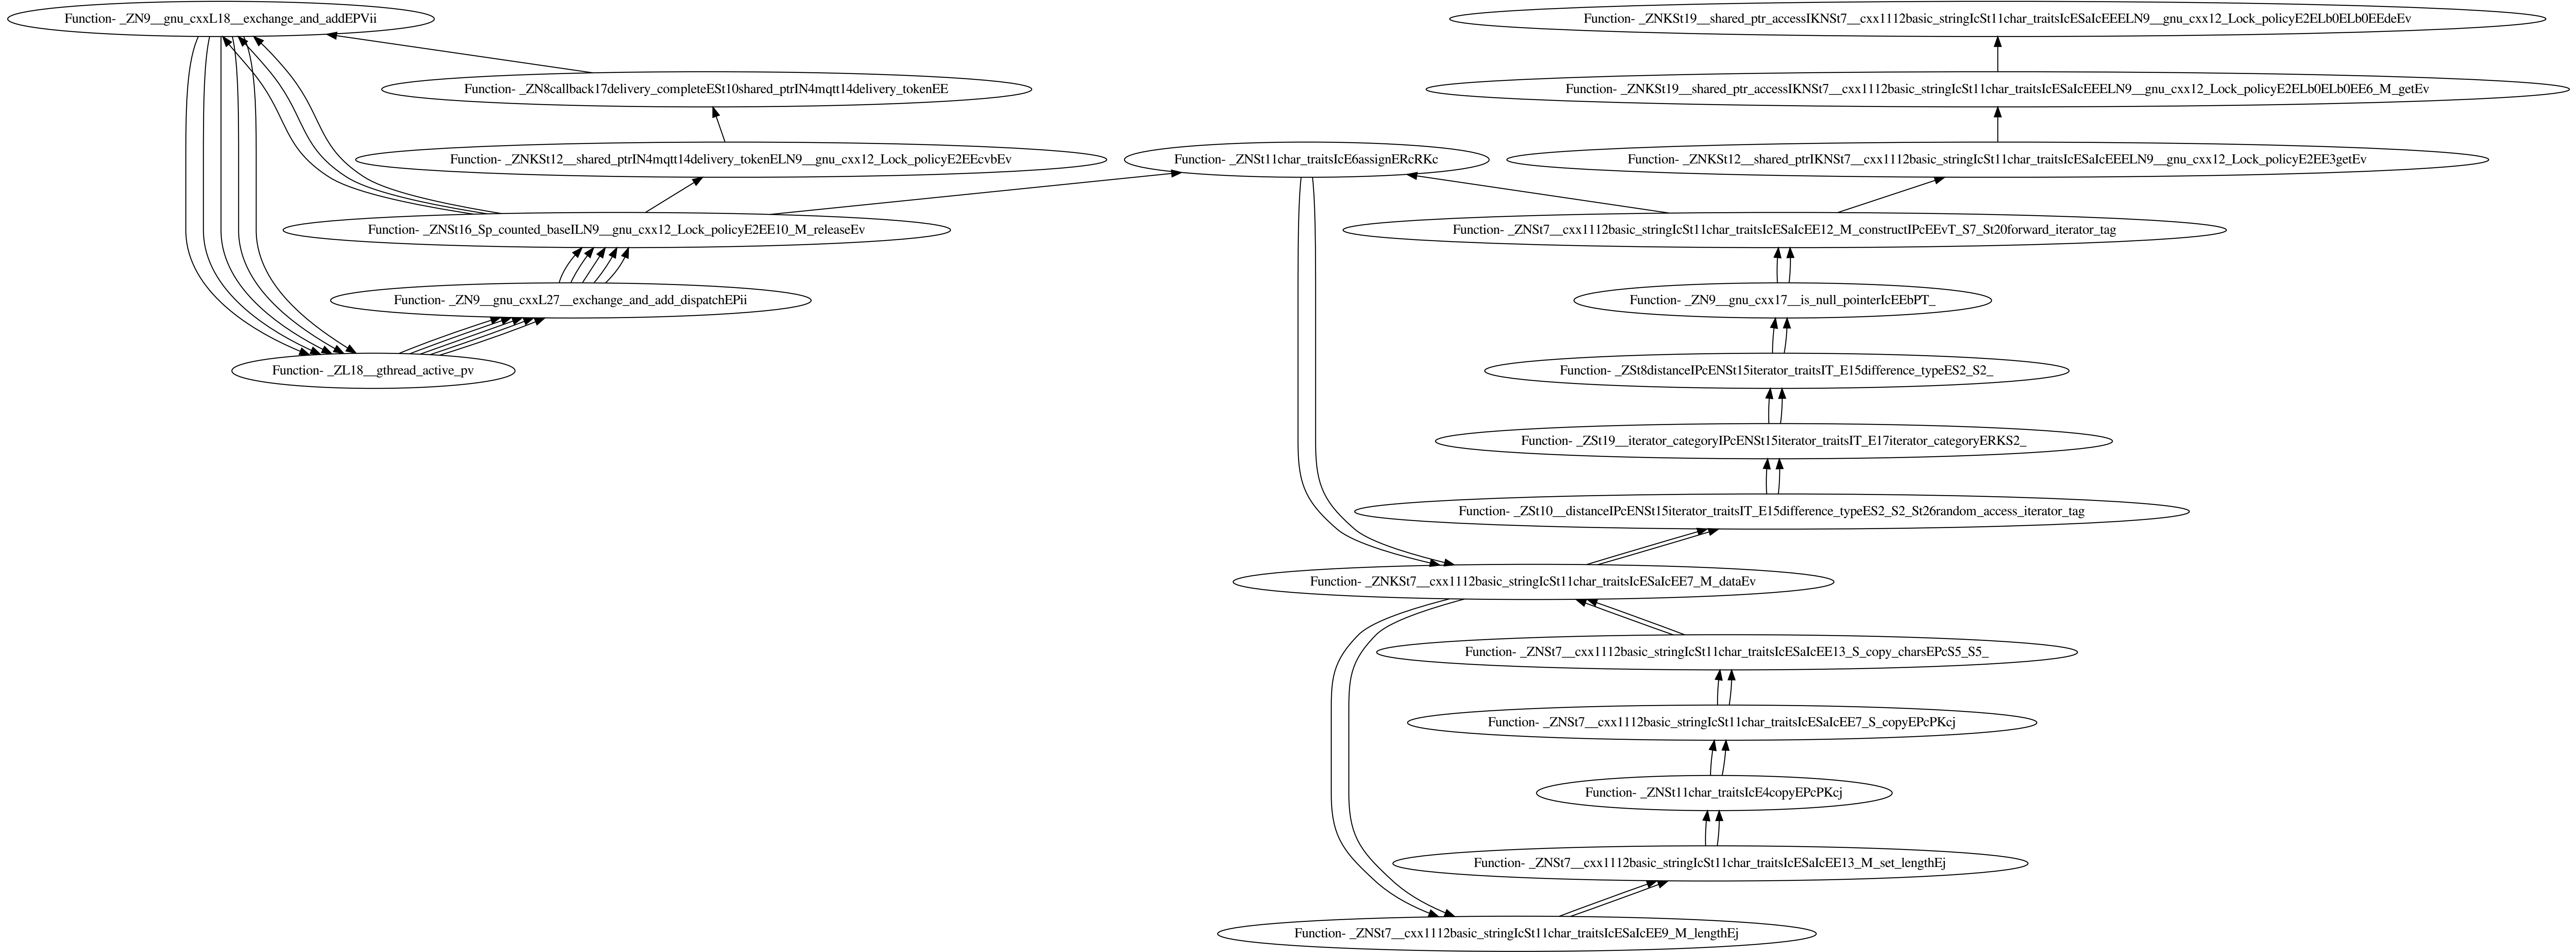 Function- _ZN9__gnu_cxxL18__exchange_and_addEPVii
Function- _ZNKSt19__shared_ptr_accessIKNSt7__cxx1112basic_stringIcSt11char_traitsIcESaIcEEELN9__gnu_cxx12_Lock_policyE2ELb0ELb0EEdeEv
Function- _ZN8callback17delivery_completeESt10shared_ptrIN4mqtt14delivery_tokenEE
Function- _ZNKSt19__shared_ptr_accessIKNSt7__cxx1112basic_stringIcSt11char_traitsIcESaIcEEELN9__gnu_cxx12_Lock_policyE2ELb0ELb0EE6_M_getEv
Function- _ZNKSt12__shared_ptrIN4mqtt14delivery_tokenELN9__gnu_cxx12_Lock_policyE2EEcvbEv
Function- _ZNSt11char_traitsIcE6assignERcRKc
Function- _ZNKSt12__shared_ptrIKNSt7__cxx1112basic_stringIcSt11char_traitsIcESaIcEEELN9__gnu_cxx12_Lock_policyE2EE3getEv
Function- _ZNSt16_Sp_counted_baseILN9__gnu_cxx12_Lock_policyE2EE10_M_releaseEv
Function- _ZNSt7__cxx1112basic_stringIcSt11char_traitsIcESaIcEE12_M_constructIPcEEvT_S7_St20forward_iterator_tag
Function- _ZN9__gnu_cxxL27__exchange_and_add_dispatchEPii
Function- _ZN9__gnu_cxx17__is_null_pointerIcEEbPT_
Function- _ZL18__gthread_active_pv
Function- _ZSt8distanceIPcENSt15iterator_traitsIT_E15difference_typeES2_S2_
Function- _ZSt19__iterator_categoryIPcENSt15iterator_traitsIT_E17iterator_categoryERKS2_
Function- _ZSt10__distanceIPcENSt15iterator_traitsIT_E15difference_typeES2_S2_St26random_access_iterator_tag
Function- _ZNKSt7__cxx1112basic_stringIcSt11char_traitsIcESaIcEE7_M_dataEv
Function- _ZNSt7__cxx1112basic_stringIcSt11char_traitsIcESaIcEE13_S_copy_charsEPcS5_S5_
Function- _ZNSt7__cxx1112basic_stringIcSt11char_traitsIcESaIcEE7_S_copyEPcPKcj
Function- _ZNSt11char_traitsIcE4copyEPcPKcj
Function- _ZNSt7__cxx1112basic_stringIcSt11char_traitsIcESaIcEE13_M_set_lengthEj
Function- _ZNSt7__cxx1112basic_stringIcSt11char_traitsIcESaIcEE9_M_lengthEj